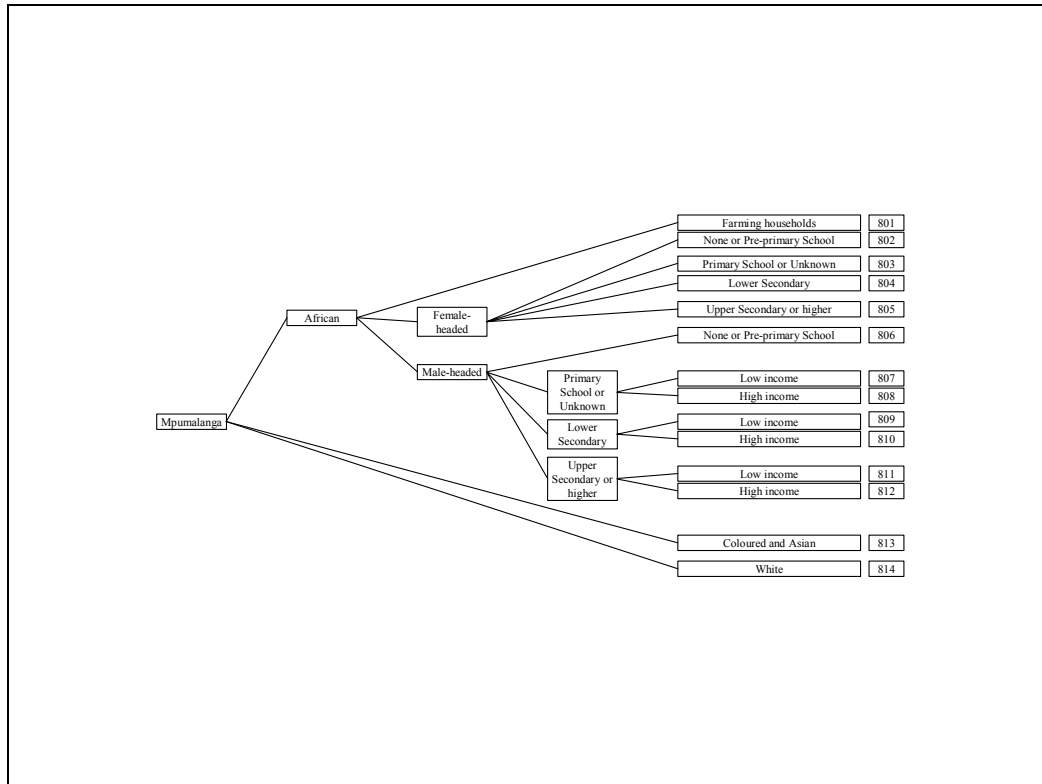 Farming households 801
None or Pre-primary School 802
Primary School or Unknown 803
Lower Secondary 804
African
Female-
headed
Upper Secondary or higher 805
None or Pre-primary School 806
Male-headed
Primary
School or
Unknown
Low income 807
High income 808
Mpumalanga
Lower
Secondary
Low income 809
High income 810
Upper
Secondary or
higher
Low income 811
High income 812
Coloured and Asian 813
White 814